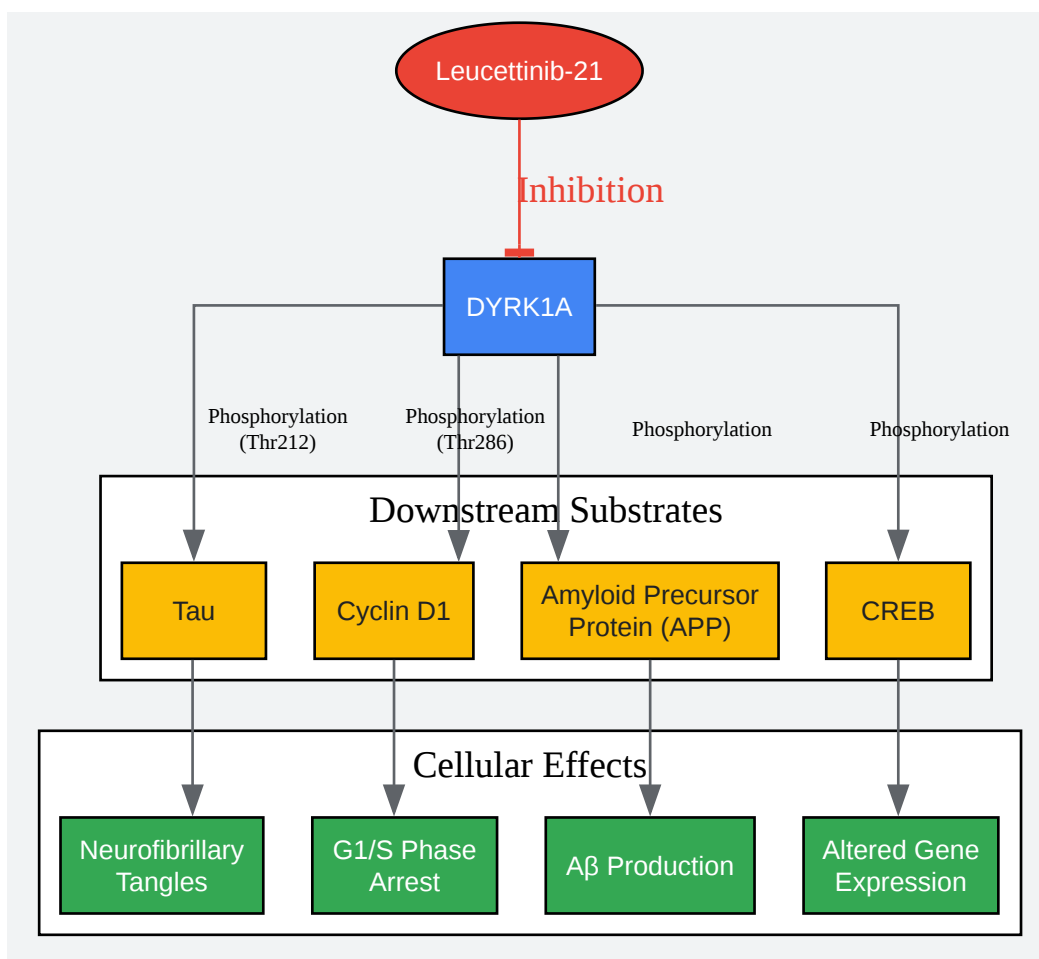 Leucettinib-21
Inhibition
DYRK1A
Phosphorylation
(Thr212)
Phosphorylation
(Thr286)
Phosphorylation
Phosphorylation
Downstream Substrates
Tau
Cyclin D1
Amyloid Precursor
Protein (APP)
CREB
Cellular Effects
Neurofibrillary
Tangles
G1/S Phase
Arrest
Aβ Production
Altered Gene
Expression